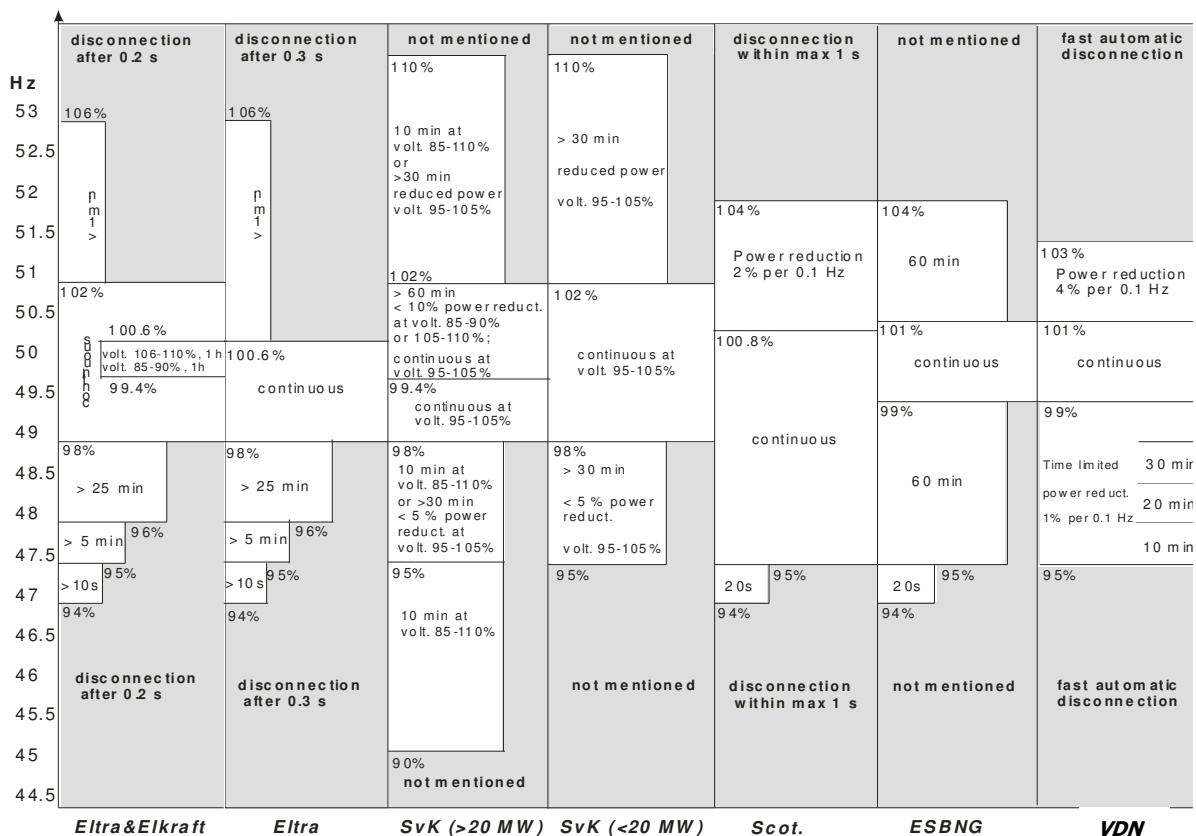 Hz
53
52.5
52
51.5
51
50.5
50
49.5
49
48.5
48
47.5
47
46.5
46
45.5
45
44.5
disconnection
after 0.2 s
106%
> 1 min
102%
continuous
100.6%
volt. 106-110%, 1 h
volt. 85-90%, 1h
99.4%
98%
> 25 min
96%
> 5 min
95%
>10s
94%
disconnection
after 0.2 s
Eltra&Elkraft
disconnection
after 0.3 s
106%
> 1 min
100.6%
continuous
98%
> 25 min
96%
> 5 min
95%
>10s
94%
disconnection
after 0.3 s
Eltra
not mentioned
110%
10 min at
volt. 85-110%
or
>30 min
reduced power
volt. 95-105%
102%
> 60 min
< 10% power reduct.
at volt. 85-90%
or 105-110%;
continuous at
volt. 95-105%
99.4%
continuous at
volt. 95-105%
98%
10 min at
volt. 85-110%
or >30 min
< 5 % power
reduct. at
volt. 95-105%
95%
10 min at
volt. 85-110%
90%
not mentioned
SvK (>20 MW)
not mentioned
110%
> 30 min
reduced power
volt. 95-105%
102%
continuous at
volt. 95-105%
98%
> 30 min
< 5 % power
reduct.
volt. 95-105%
95%
not mentioned
SvK (<20 MW)
disconnection
within max 1 s
104%
Power reduction
2% per 0.1 Hz
100.8%
continuous
95%
20s
94%
disconnection
within max 1 s
Scot.
not mentioned
104%
60 min
101%
continuous
99%
60 min
95%
20s
94%
not mentioned
ESBNG
fast automatic
disconnection
103%
Power reduction
4% per 0.1 Hz
101%
continuous
99%
Time limited
power reduct.
1% per 0.1 Hz
30 min
20 min
10 min
95%
fast automatic
disconnection
VDN